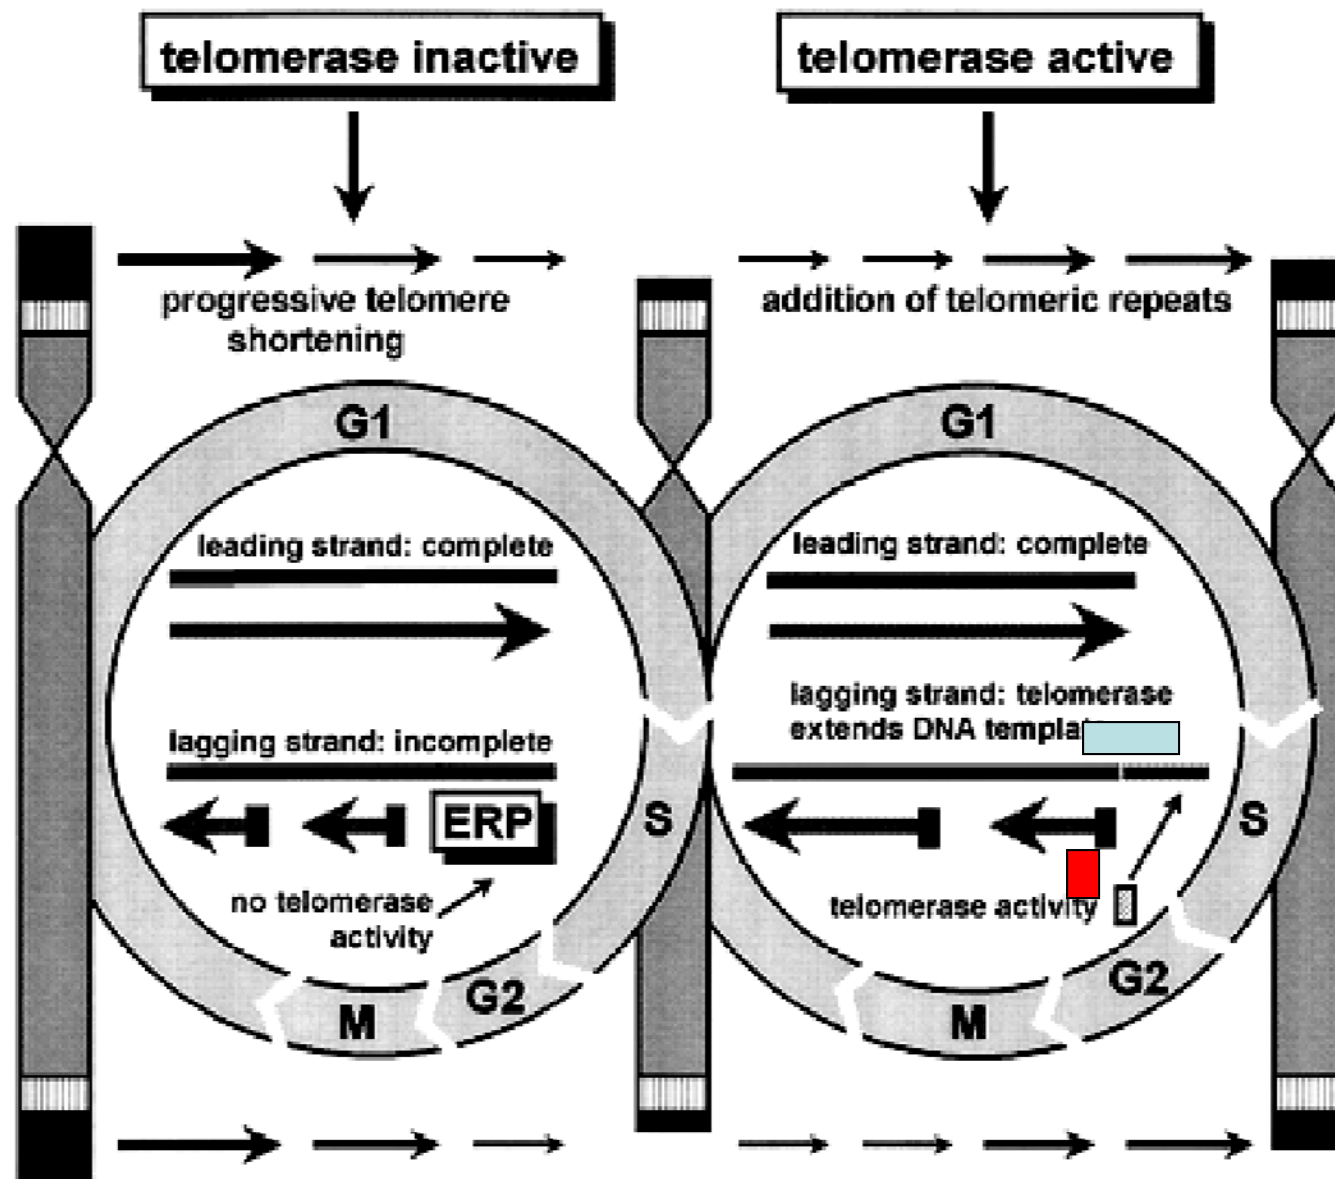 telomerase inactive
telomerase active
progressive telomere
shortening
addition of telomeric repeats
G1
leading strand: complete
lagging strand: incomplete
ERP
no telomerase
activity
S
G2
M
G1
leading strand: complete
lagging strand: telomerase
extends DNA
telomerase activity
S
G2
M